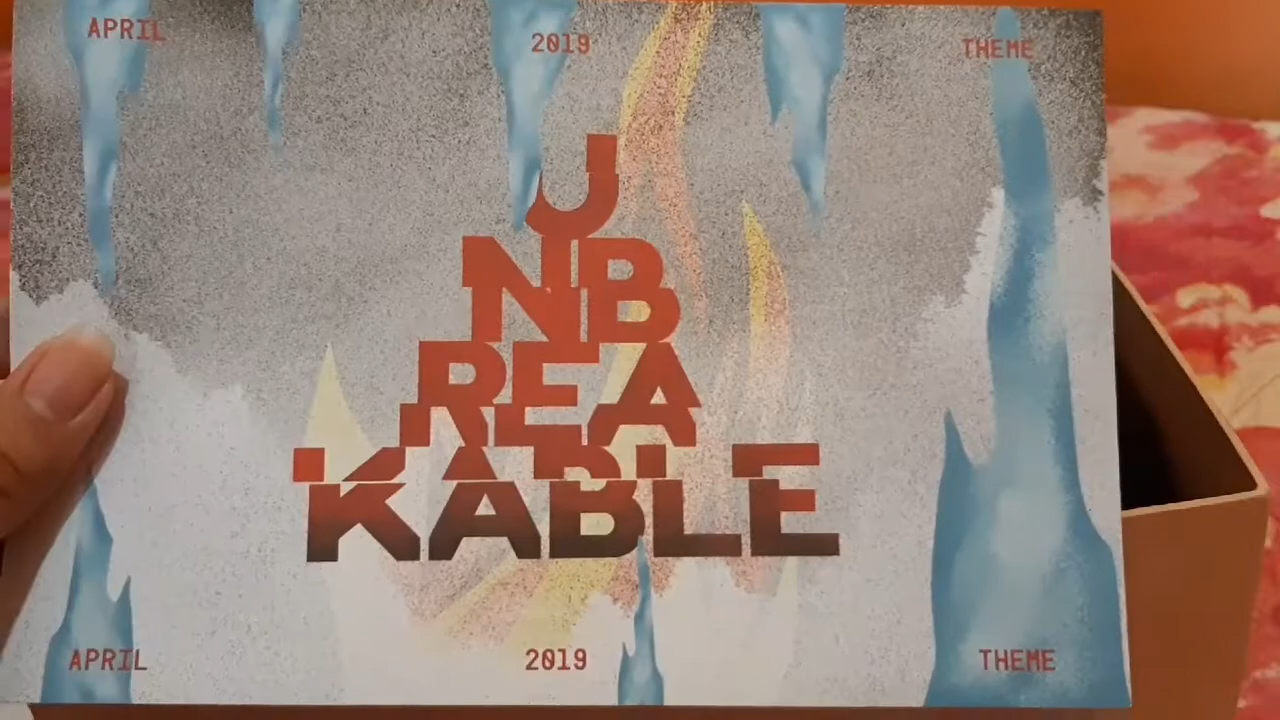 APRIL 2019 THEME
U
NB
REA
KABLE
APRIL 2019 THEME